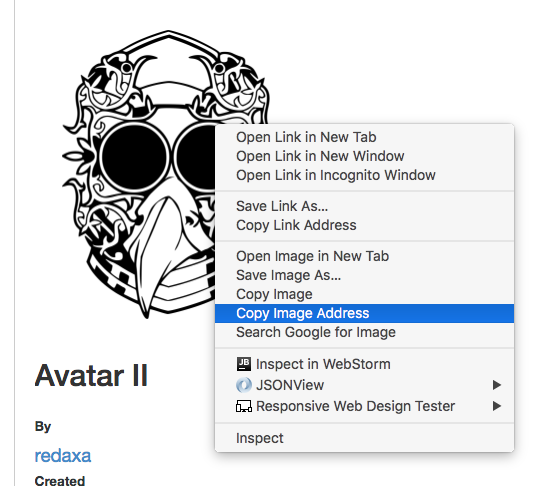 Open Link in New Tab
Open Link in New Window
Open Link in Incognito Window
Save Link As...
Copy Link Address
Open Image in New Tab
Save Image As...
Copy Image
Copy Image Address
Search Google for Image
JB Inspect in WebStorm
JSONView
Responsive Web Design Tester
Inspect
Avatar II
By
redaxa
Created